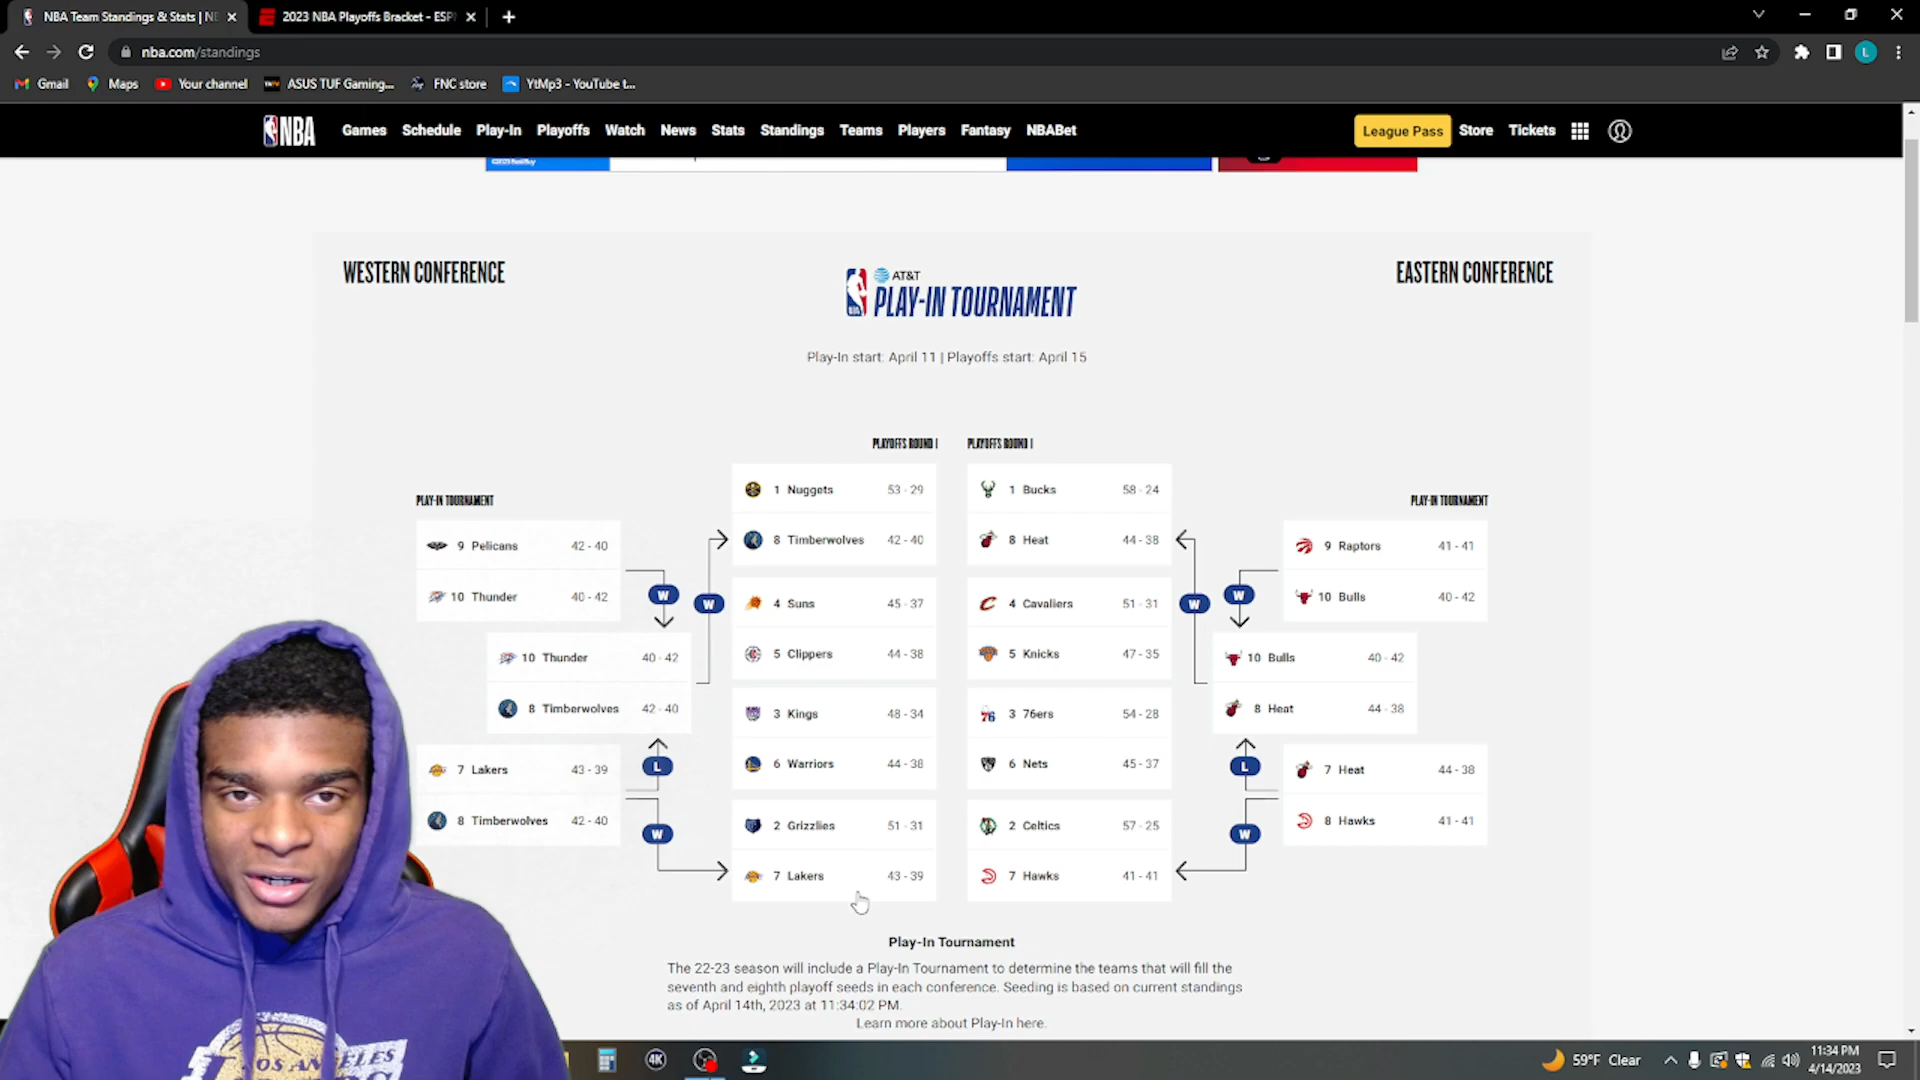 NBA Team Standings & Stats | NE
2023 NBA Playoffs Bracket - ESP
nba.com/standings
L
Gmail
Maps
Your channel
ASUS TUF Gaming...
FNC store
YtMp3 - YouTube t...
NBA
Games
Schedule
Play-In
Playoffs
Watch
News
Stats
Standings
Teams
Players
Fantasy
NBABet
League Pass
Store
Tickets
WESTERN CONFERENCE
AT&T
PLAY-IN TOURNAMENT
EASTERN CONFERENCE
Play-In start: April 11 | Playoffs start: April 15
PLAYOFFS ROUND 1
PLAYOFFS ROUND 1
PLAY-IN TOURNAMENT
PLAY-IN TOURNAMENT
9 Pelicans 42 - 40
10 Thunder 40 - 42
W
10 Thunder 40 - 42
8 Timberwolves 42 - 40
L
7 Lakers 43 - 39
8 Timberwolves 42 - 40
W
W
1 Nuggets 53 - 29
8 Timberwolves 42 - 40
4 Suns 45 - 37
5 Clippers 44 - 38
3 Kings 48 - 34
6 Warriors 44 - 38
2 Grizzlies 51 - 31
7 Lakers 43 - 39
1 Bucks 58 - 24
8 Heat 44 - 38
4 Cavaliers 51 - 31
5 Knicks 47 - 35
3 76ers 54 - 28
6 Nets 45 - 37
2 Celtics 57 - 25
7 Hawks 41 - 41
W
W
9 Raptors 41 - 41
10 Bulls 40 - 42
10 Bulls 40 - 42
8 Heat 44 - 38
L
7 Heat 44 - 38
8 Hawks 41 - 41
W
Play-In Tournament
The 22-23 season will include a Play-In Tournament to determine the teams that will fill the
seventh and eighth playoff seeds in each conference. Seeding is based on current standings
as of April 14th, 2023 at 11:34:02 PM.
Learn more about Play-In here.
LOS ANGELES
4K
59°F Clear
11:34 PM
4/14/2023